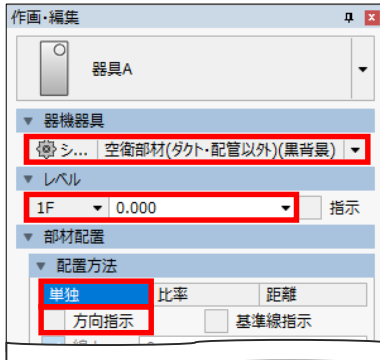 作画・編集
器具A
器機器具
シ... 空衛部材(ダクト・配管以外)(黒背景)
レベル
1F 0.000 指示
部材配置
配置方法
単独 比率 距離
方向指示 基準線指示